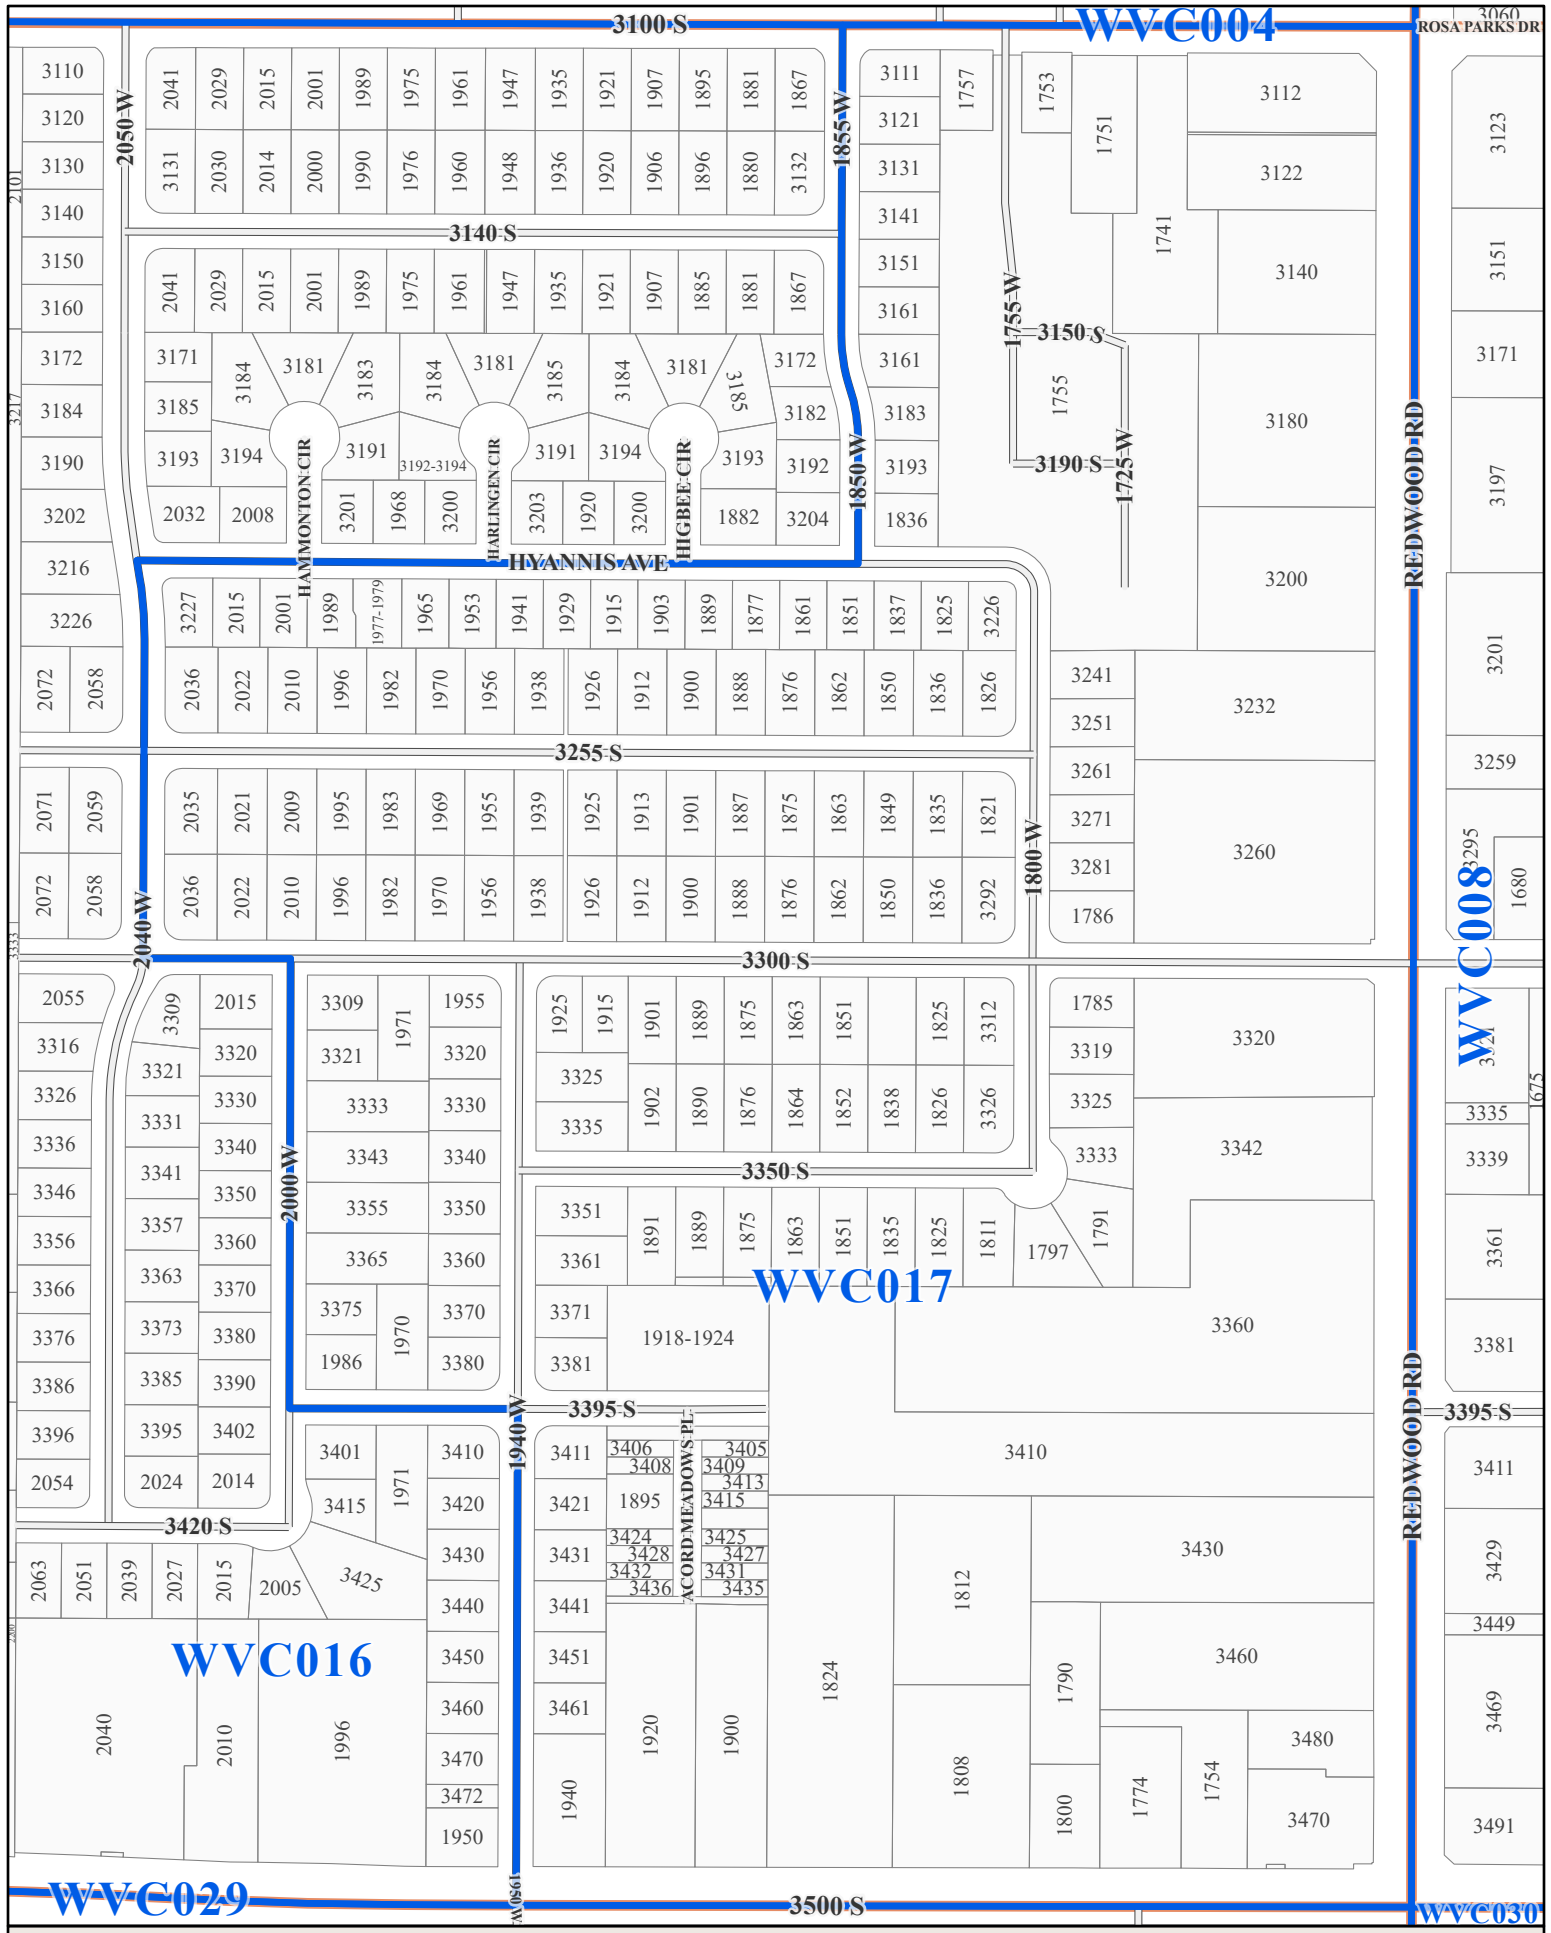 3100 S
WVC004
3060
ROSA PARKS DR
3110
3120
3130
3140
3150
3160
3172
3184
3190
3202
3216
3226
2072 2058
2101
3217
2050 W
2041 2029 2015 2001 1989 1975 1961 1947 1935 1921 1907 1895 1881 1867
3131 2030 2014 2000 1990 1976 1960 1948 1936 1920 1906 1896 1880 3132
3140 S
2041 2029 2015 2001 1989 1975 1961 1947 1935 1921 1907 1885 1881 1867
3171 3184 3181 3183 3184 3181 3185 3184 3181 3185 3172
3185 3182
3193 3194 3191 3192-3194 3191 3194 3193 3192
2032 2008 3201 1968 3200 3203 1920 3200 1882 3204
HAMMONTON CIR
HARLINGEN CIR
HIGBEE CIR
HYANNIS AVE
1855 W
1850 W
3111
3121
3131
3141
3151
3161
3161
3183
3193
1836
1757 1753 1751 3112
3122
1741 3140
1755 W
3150 S
1755
3190 S
1725 W
3180
3200
REDWOOD RD
3123
3151
3171
3197
3201
3259
3295
1680
3227 2015 2001 1989 1977-1979 1965 1953 1941 1929 1915 1903 1889 1877 1861 1851 1837 1825 3226
2036 2022 2010 1996 1982 1970 1956 1938 1926 1912 1900 1888 1876 1862 1850 1836 1826
3241
3251
3261
3271
3281
1786
3232
3260
3255 S
2071 2059 2035 2021 2009 1995 1983 1969 1955 1939 1925 1913 1901 1887 1875 1863 1849 1835 1821
2072 2058 2036 2022 2010 1996 1982 1970 1956 1938 1926 1912 1900 1888 1876 1862 1850 1836 3292
1800 W
2040 W
3333
3300 S
WVC008
2055
3316
3326
3336
3346
3356
3366
3376
3386
3396
2054
3309
3321
3331
3341
3357
3363
3373
3385
3395
2024
2015
3320
3330
3340
3350
3360
3370
3380
3390
3402
2014
2000 W
3309 1971 1955
3321 3320
3333 3330
3343 3340
3355 3350
3365 3360
3375 1970 3370
1986 3380
1925 1915 1901 1889 1875 1863 1851 1825 3312
3325
3335
1902 1890 1876 1864 1852 1838 1826 3326
3350 S
3351
3361
3371
3381
1891 1889 1875 1863 1851 1835 1825 1811 1797 1791
1785
3319
3325
3333
3320
3342
3321
1675
3335
3339
3361
3381
WVC017
1918-1924
3360
3395 S
1940 W
REDWOOD RD
3395 S
3401 1971 3410
3415 3420
3425 3430
3440
3450
3460
3470
3472
1950
3420 S
2063 2051 2039 2027 2015 2005
2200
WVC016
2040 2010 1996
3411
3421
3431
3441
3451
3461
1940
3406 3405
3408 3409
3413
1895 3415
3424 3425
3428 3427
3432 3431
3436 3435
ACORD MEADOWS PL
1920 1900
3410
1824
1812
1808
3430
3460
1790
1800
1774
1754
3480
3470
3411
3429
3449
3469
3491
WVC029
1950 W
3500 S
WVC030